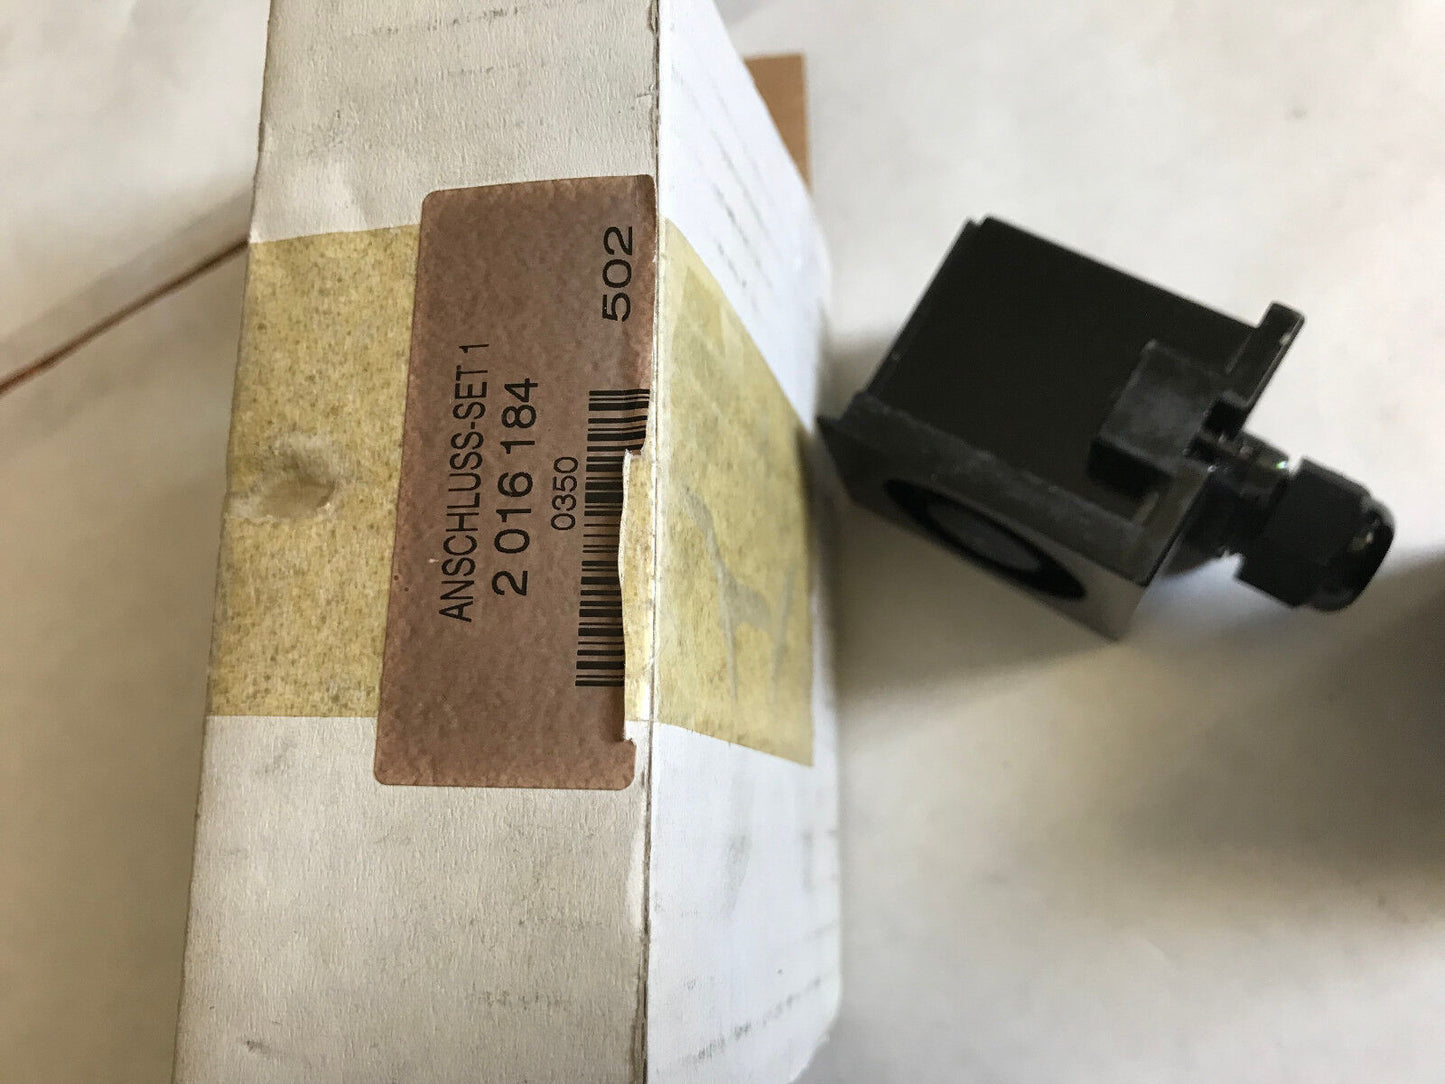 ANSCHLUSS-SET 1
2 016 184
0350
502